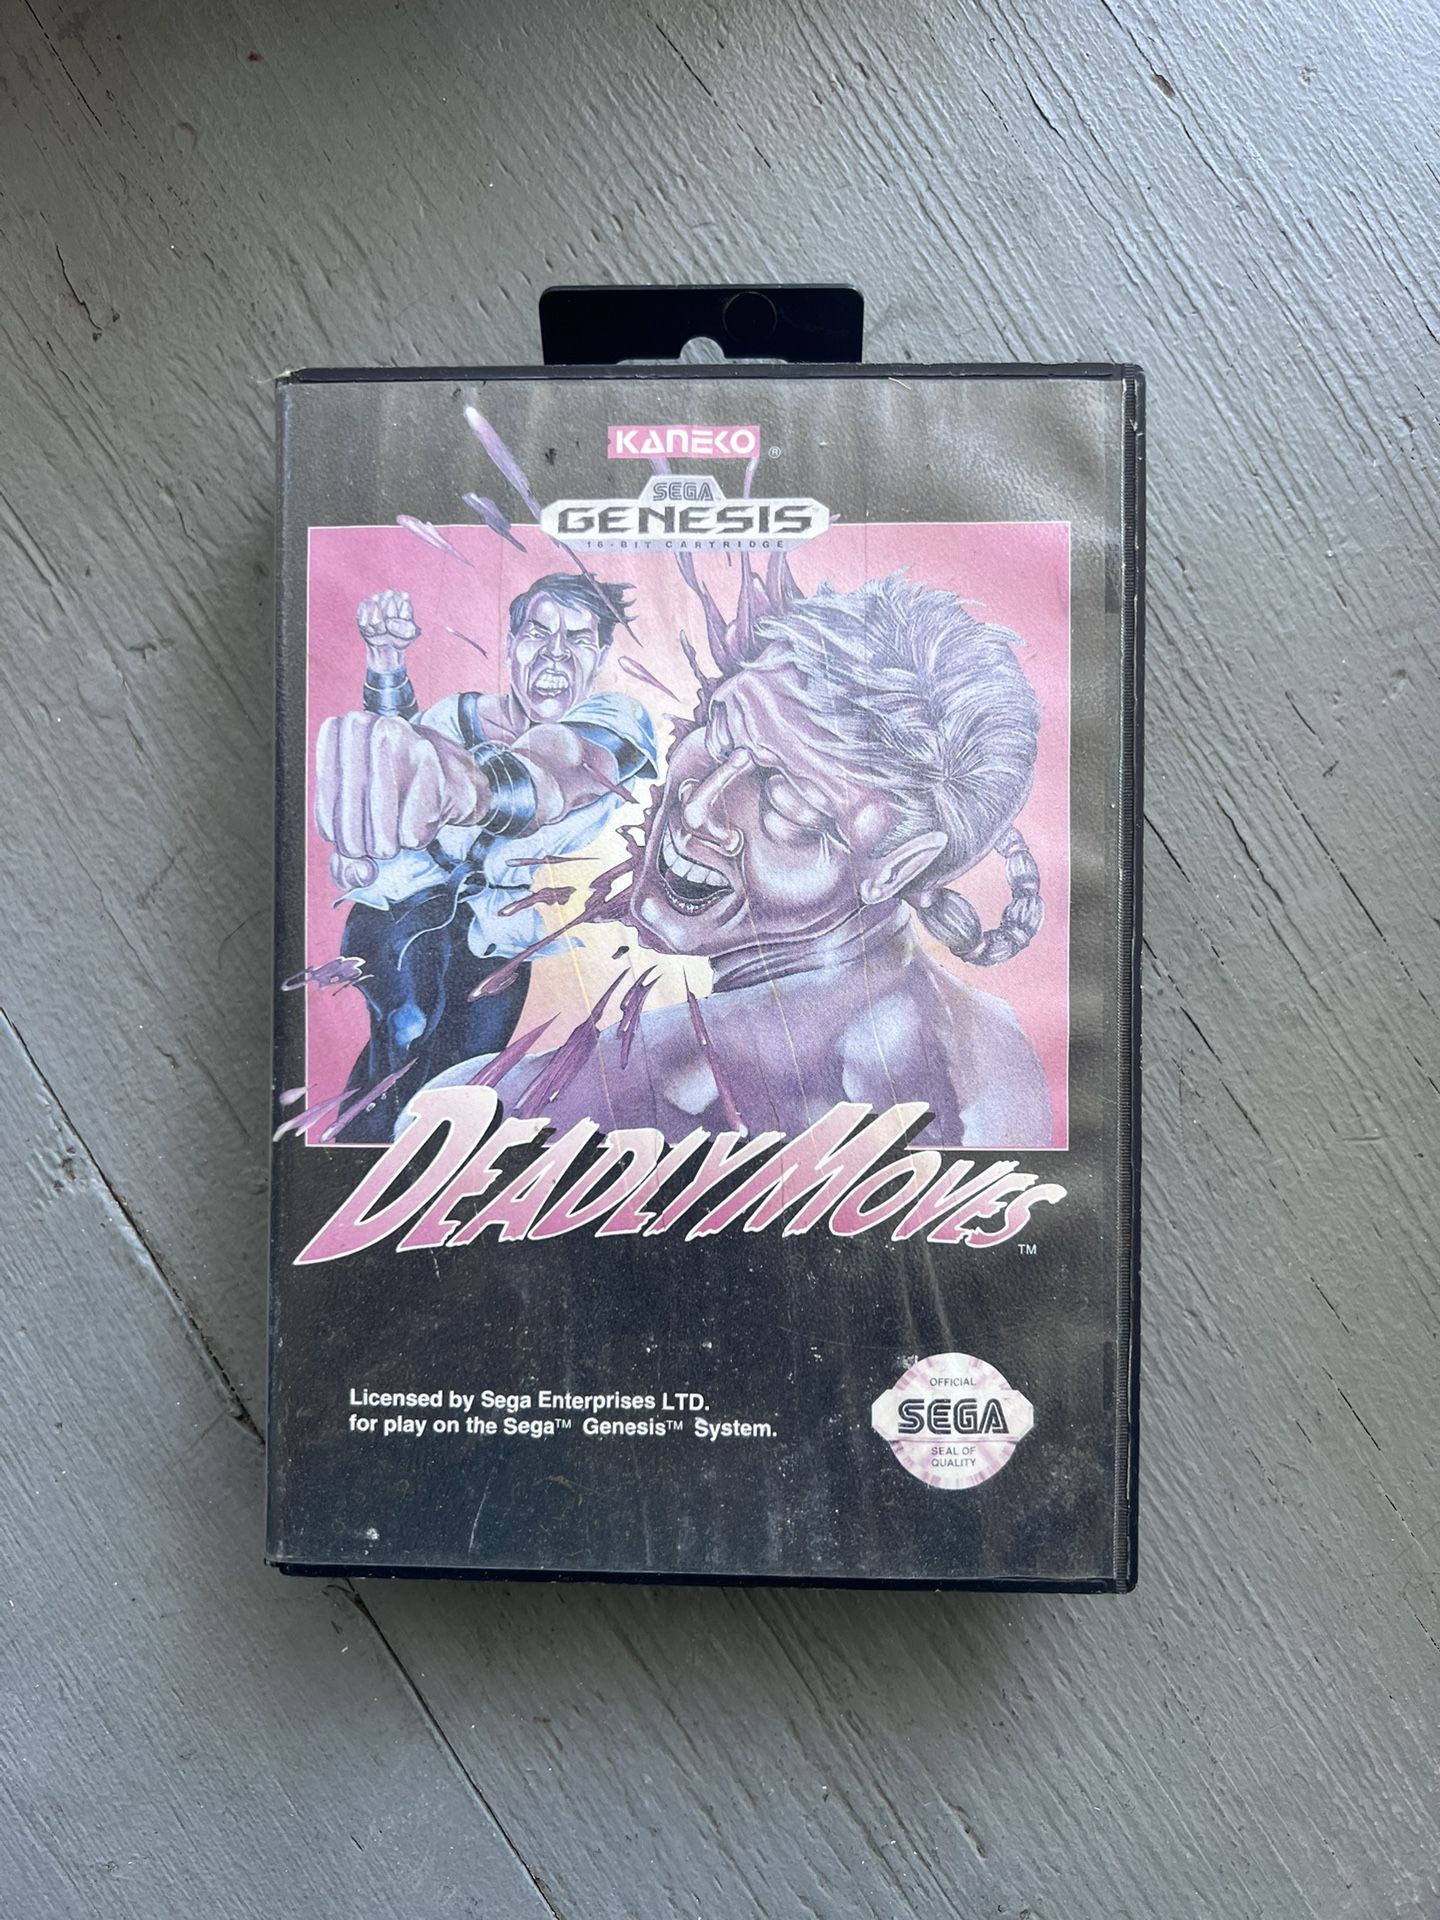 KANEKO ®
SEGA
GENESIS
16-BIT CARTRIDGE
DEADLY MOVES
TM
Licensed by Sega Enterprises LTD.
for play on the Sega™ Genesis™ System.
OFFICIAL
SEGA
SEAL OF
QUALITY